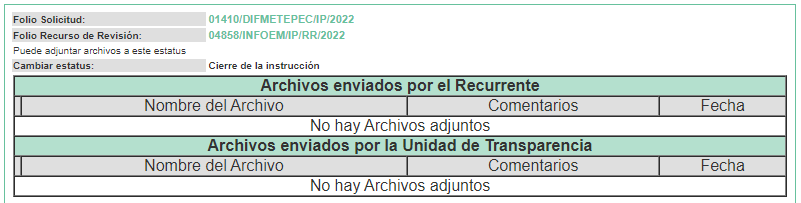 Folio Solicitud: 01410/DIFMETEPEC/IP/2022
Folio Recurso de Revisión: 04858/INFOEM/IP/RR/2022
Puede adjuntar archivos a este estatus
Cambiar estatus: Cierre de la instrucción
Archivos enviados por el Recurrente
Nombre del Archivo Comentarios Fecha
No hay Archivos adjuntos
Archivos enviados por la Unidad de Transparencia
Nombre del Archivo Comentarios Fecha
No hay Archivos adjuntos